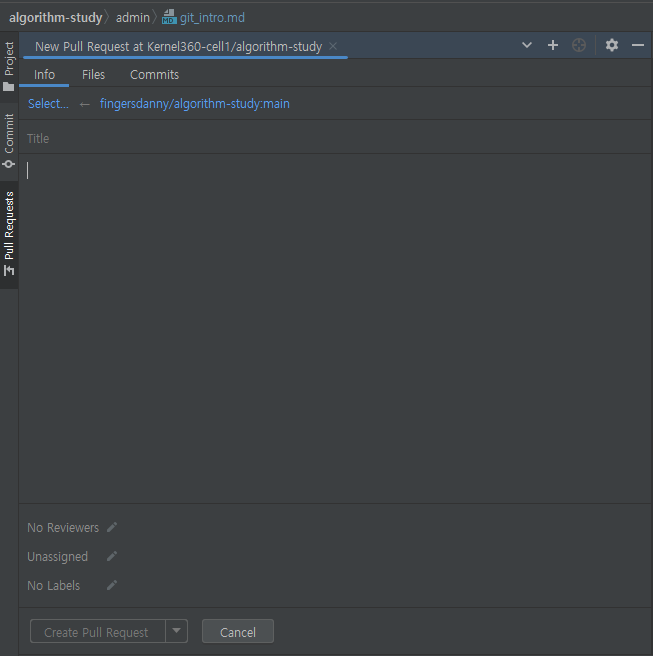 algorithm-study admin git_intro.md
New Pull Request at Kernel360-cell1/algorithm-study
Project
Commit
Pull Requests
Info Files Commits
Select... ← fingersdanny/algorithm-study:main
Title
No Reviewers
Unassigned
No Labels
Create Pull Request Cancel